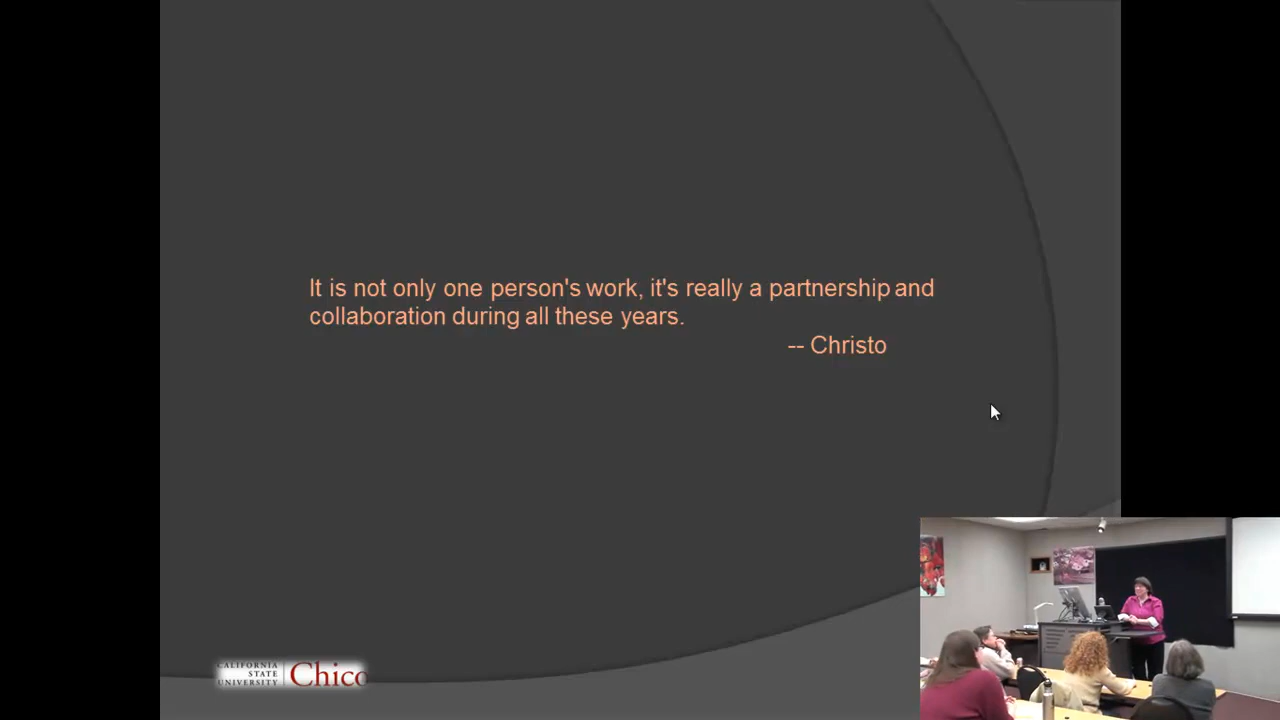 It is not only one person's work, it's really a partnership and
collaboration during all these years.
-- Christo
CALIFORNIA
STATE
UNIVERSITY
Chico